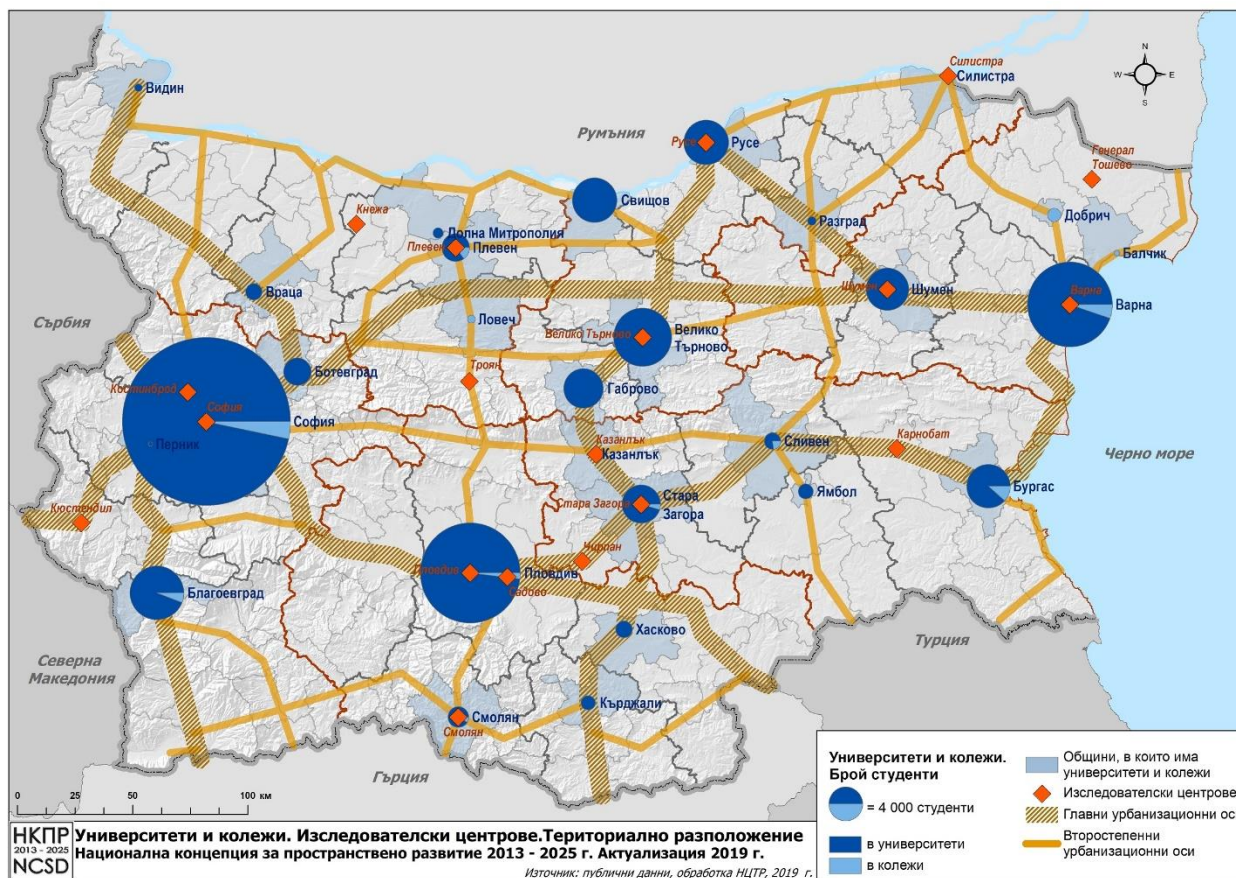 N
W E
S
Силистра
Силистра
Видин
Румъния
Русе
Русе
Генерал
Тошево
Кнежа
Свищов
Добрич
Долна Митрополия
Разград
Плевен
Плевен
Балчик
Враца
Шумен
Шумен
Варна
Варна
Сърбия
Ловеч
Велико Търново
Велико
Търново
Ботевград
Троян
Габрово
Костинброд
София
София
Перник
Казанлък
Казанлък
Сливен
Карнобат
Черно море
Кюстендил
Стара Загора
Стара
Загора
Ямбол
Бургас
Чирпан
Пловдив
Пловдив
Садово
Благоевград
Хасково
Турция
Северна
Македония
Кърджали
Смолян
Смолян
Гърция
0 25 50 100 км
Университети и колежи.
Брой студенти
= 4 000 студенти
в университети
в колежи
Общини, в които има
университети и колежи
Изследователски центрове
Главни урбанизационни ос
Второстепенни
урбанизационни оси
НКПР
2013 - 2025
NCSD
Университети и колежи. Изследователски центрове.Териториално разположение
Национална концепция за пространствено развитие 2013 - 2025 г. Актуализация 2019 г.
Източник: публични данни, обработка НЦТР, 2019 г.